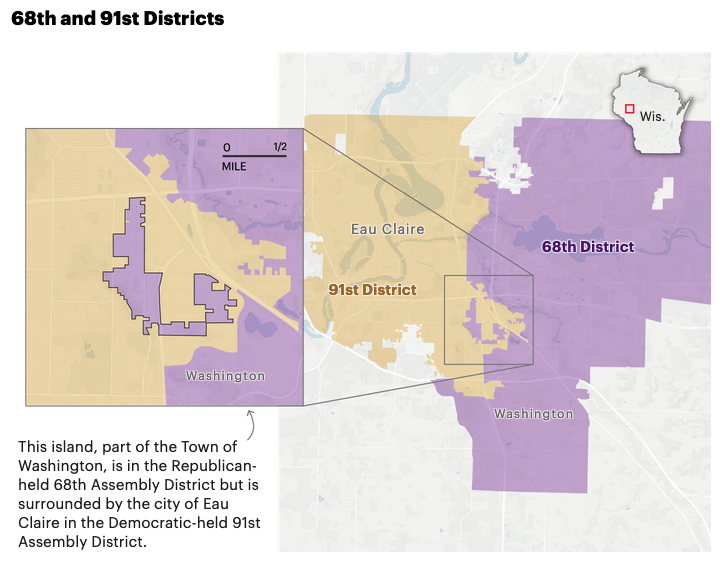 68th and 91st Districts
Wis.
0 1/2
MILE
Eau Claire
68th District
91st District
Washington
Washington
This island, part of the Town of
Washington, is in the Republican-
held 68th Assembly District but is
surrounded by the city of Eau
Claire in the Democratic-held 91st
Assembly District.